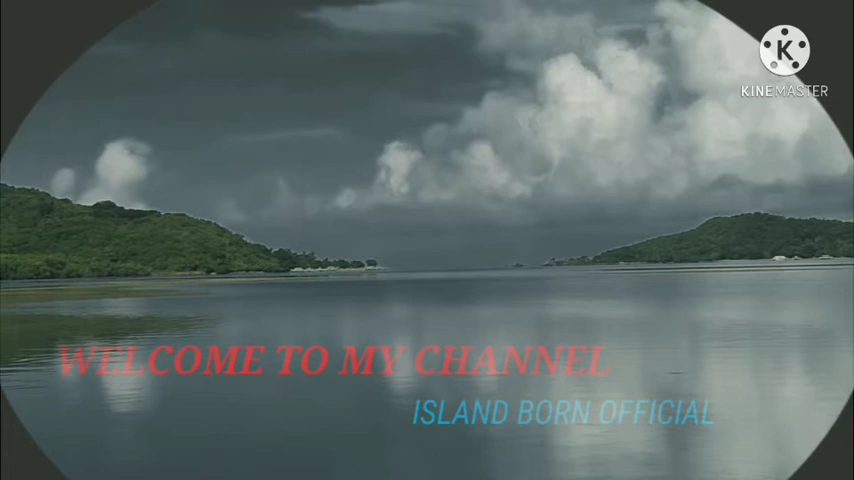 K
KINEMASTER
WELCOME TO MY CHANNEL
ISLAND BORN OFFICIAL